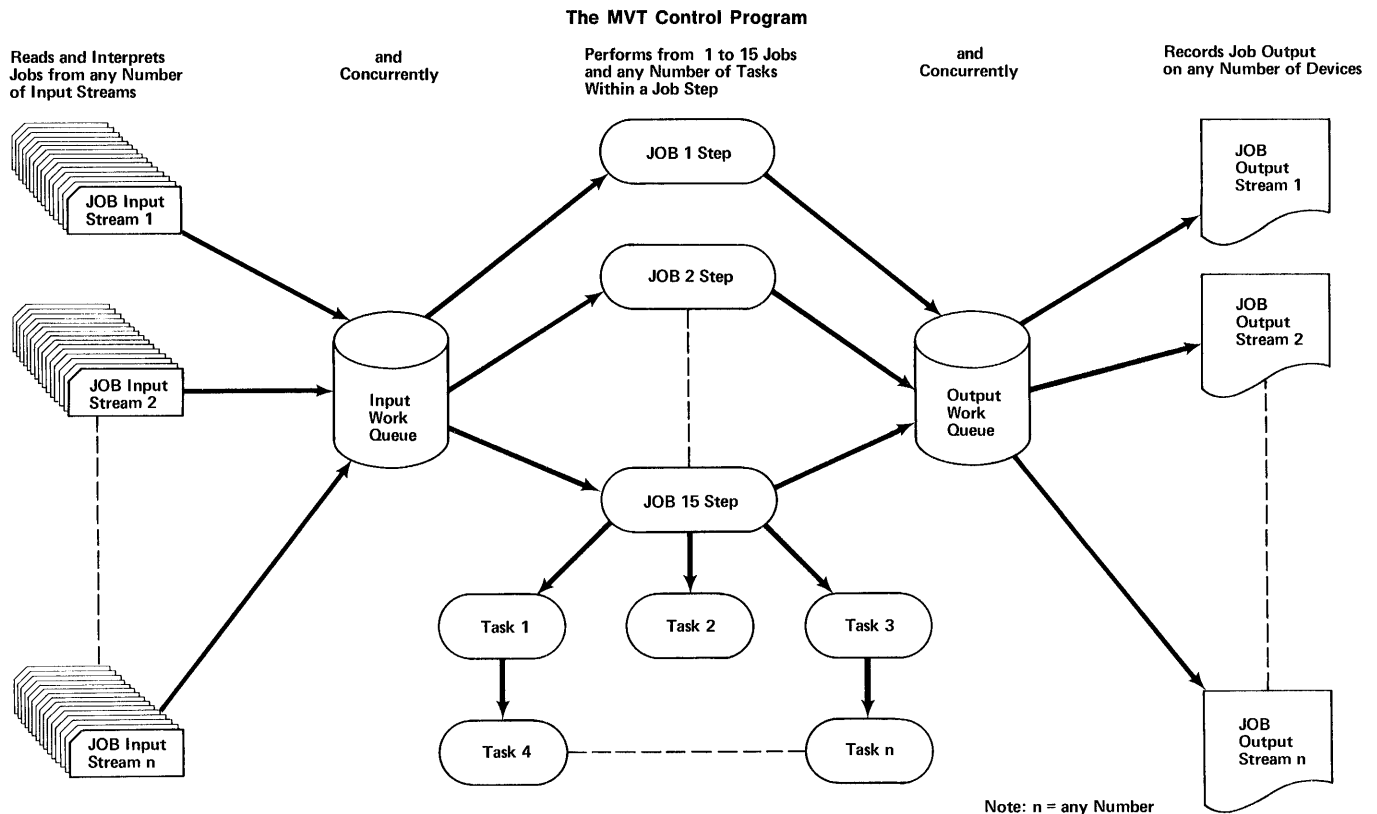 The MVT Control Program
Reads and Interprets
Jobs from any Number
of Input Streams
and
Concurrently
Performs from 1 to 15 Jobs
and any Number of Tasks
Within a Job Step
and
Concurrently
Records Job Output
on any Number of Devices
JOB Input
Stream 1
JOB 1 Step
JOB
Output
Stream 1
JOB Input
Stream 2
Input
Work
Queue
JOB 2 Step
Output
Work
Queue
JOB
Output
Stream 2
JOB 15 Step
Task 1
Task 2
Task 3
JOB Input
Stream n
Task 4
Task n
JOB
Output
Stream n
Note: n = any Number